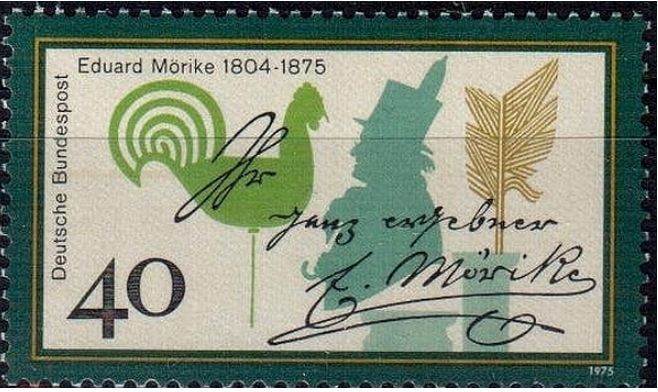 Eduard Mörike 1804-1875
Deutsche Bundespost
Ihr
ganz ergebner
E. Mörike
40
1975